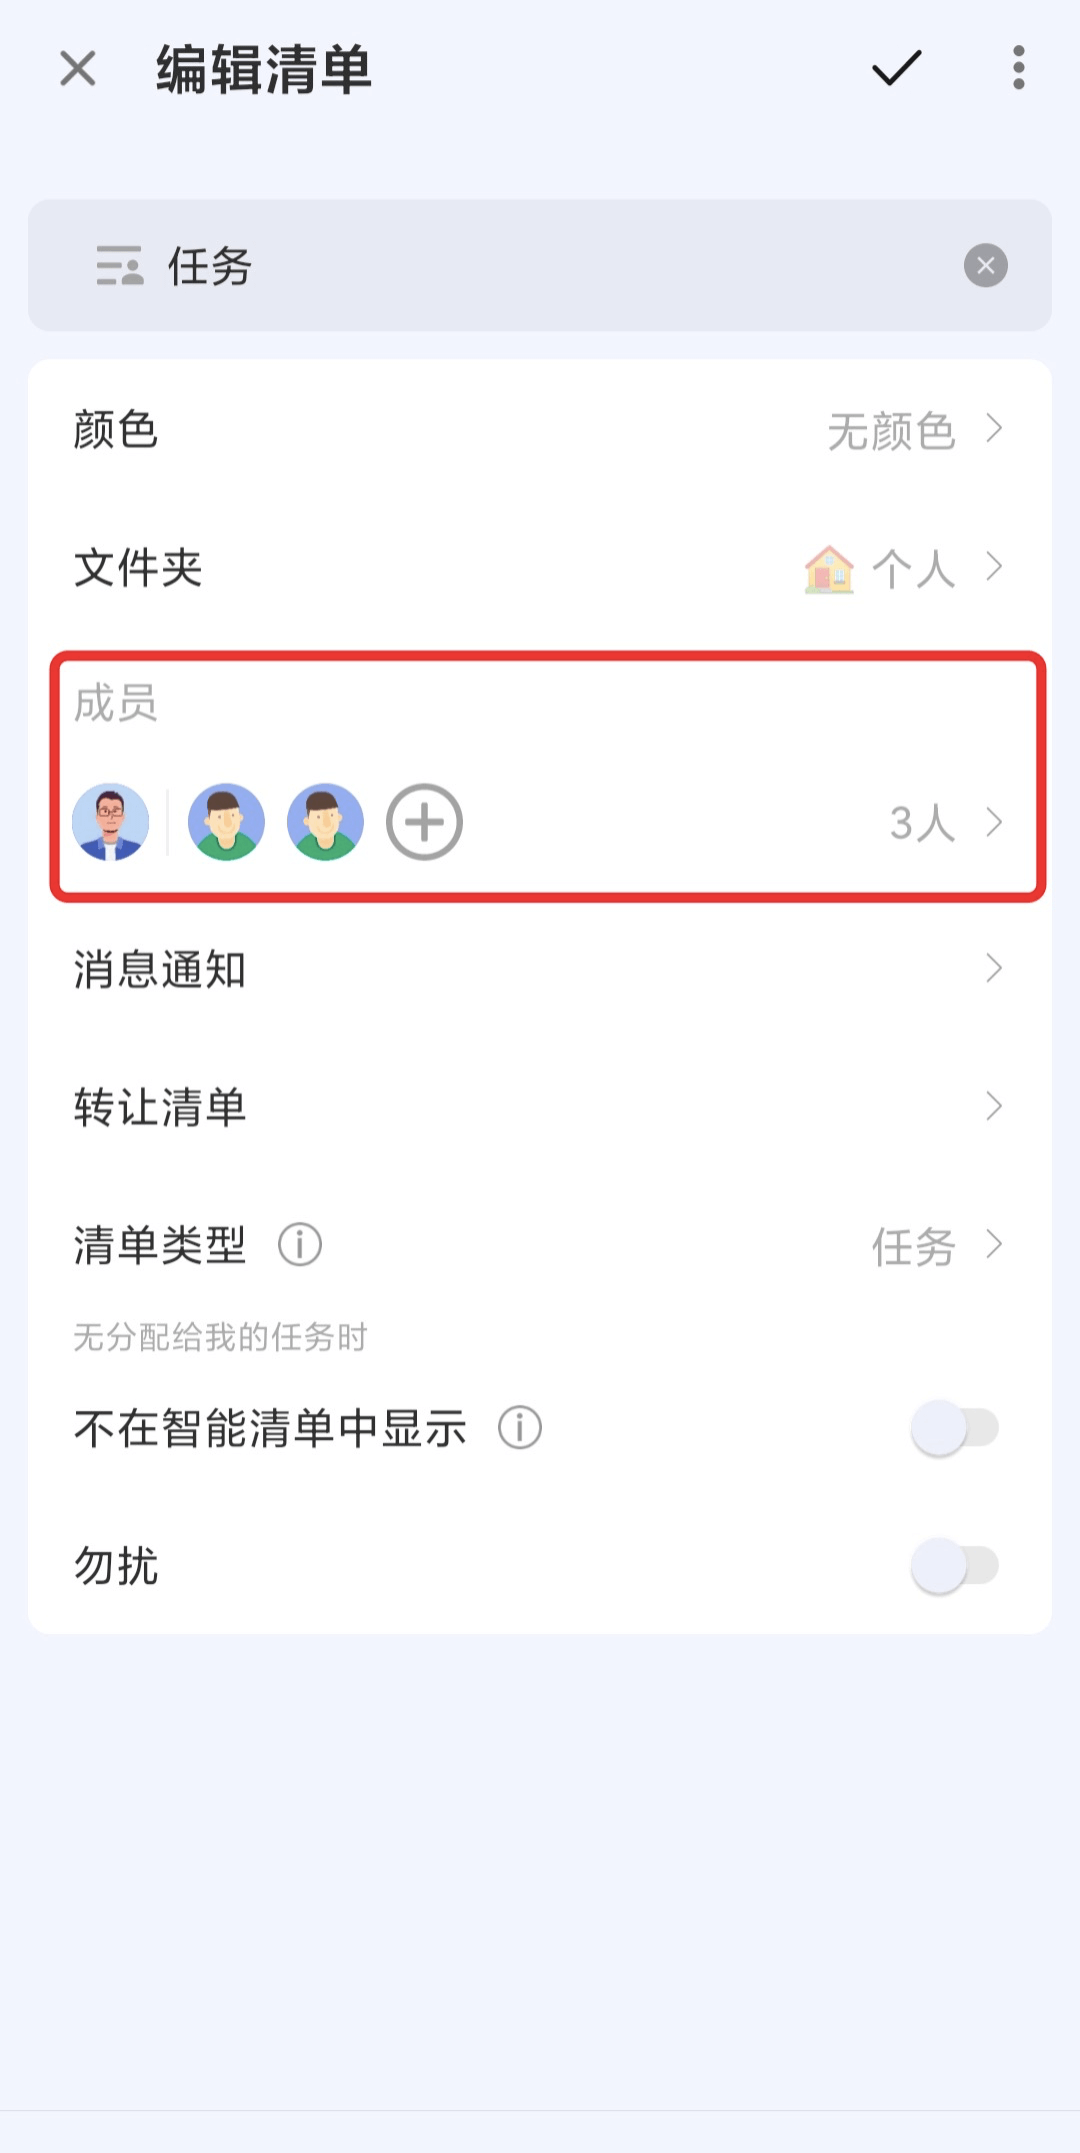 编辑清单
任务
颜色 无颜色
文件夹 个人
成员
3人
消息通知
转让清单
清单类型 任务
无分配给我的任务时
不在智能清单中显示
勿扰